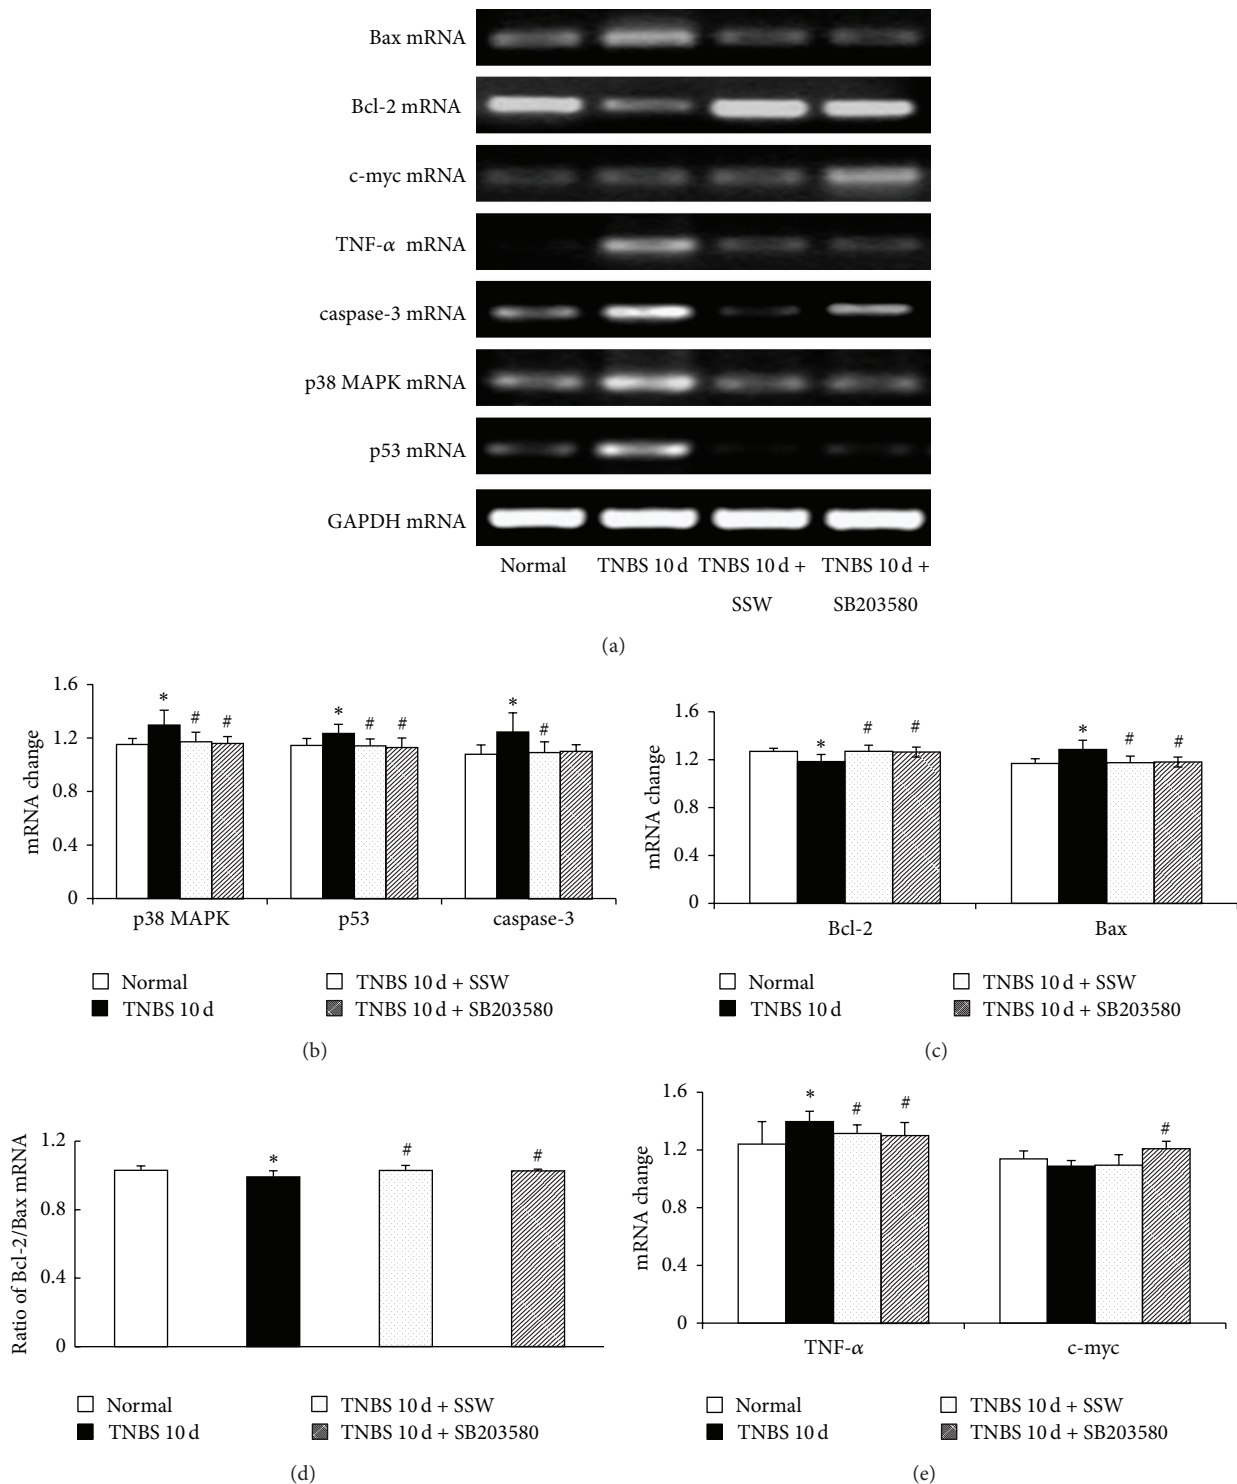 Bax mRNA
Bcl-2 mRNA
c-myc mRNA
TNF-α mRNA
caspase-3 mRNA
p38 MAPK mRNA
p53 mRNA
GAPDH mRNA
Normal TNBS 10 d TNBS 10 d + TNBS 10 d +
SSW SB203580
(a)
mRNA change
1.6
1.2
0.8
0.4
0
* # #
* # #
* #
p38 MAPK p53 caspase-3
Normal TNBS 10 d + SSW
TNBS 10 d TNBS 10 d + SB203580
(b)
mRNA change
1.6
1.2
0.8
0.4
0
* # #
* # #
Bcl-2 Bax
Normal TNBS 10 d + SSW
TNBS 10 d TNBS 10 d + SB203580
(c)
Ratio of Bcl-2/Bax mRNA
1.2
0.8
0.4
0
* # #
Normal TNBS 10 d + SSW
TNBS 10 d TNBS 10 d + SB203580
(d)
mRNA change
1.6
1.2
0.8
0.4
0
* # #
#
TNF-α c-myc
Normal TNBS 10 d + SSW
TNBS 10 d TNBS 10 d + SB203580
(e)